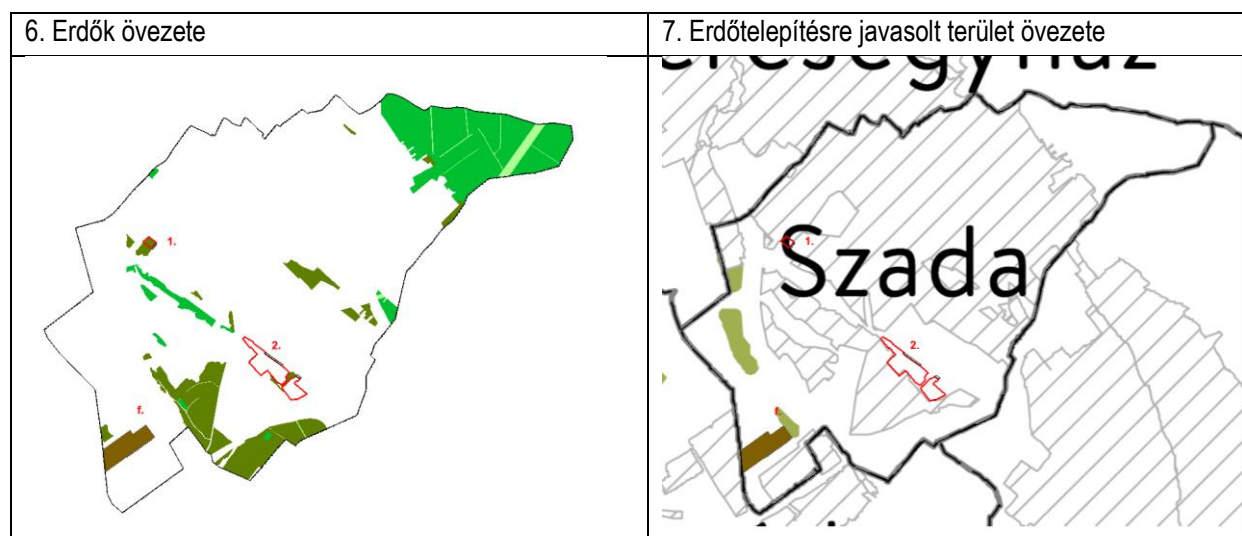 6. Erdők övezete
7. Erdőtelepítésre javasolt terület övezete
1.
2.
f.
1.
Szada
2.
f.